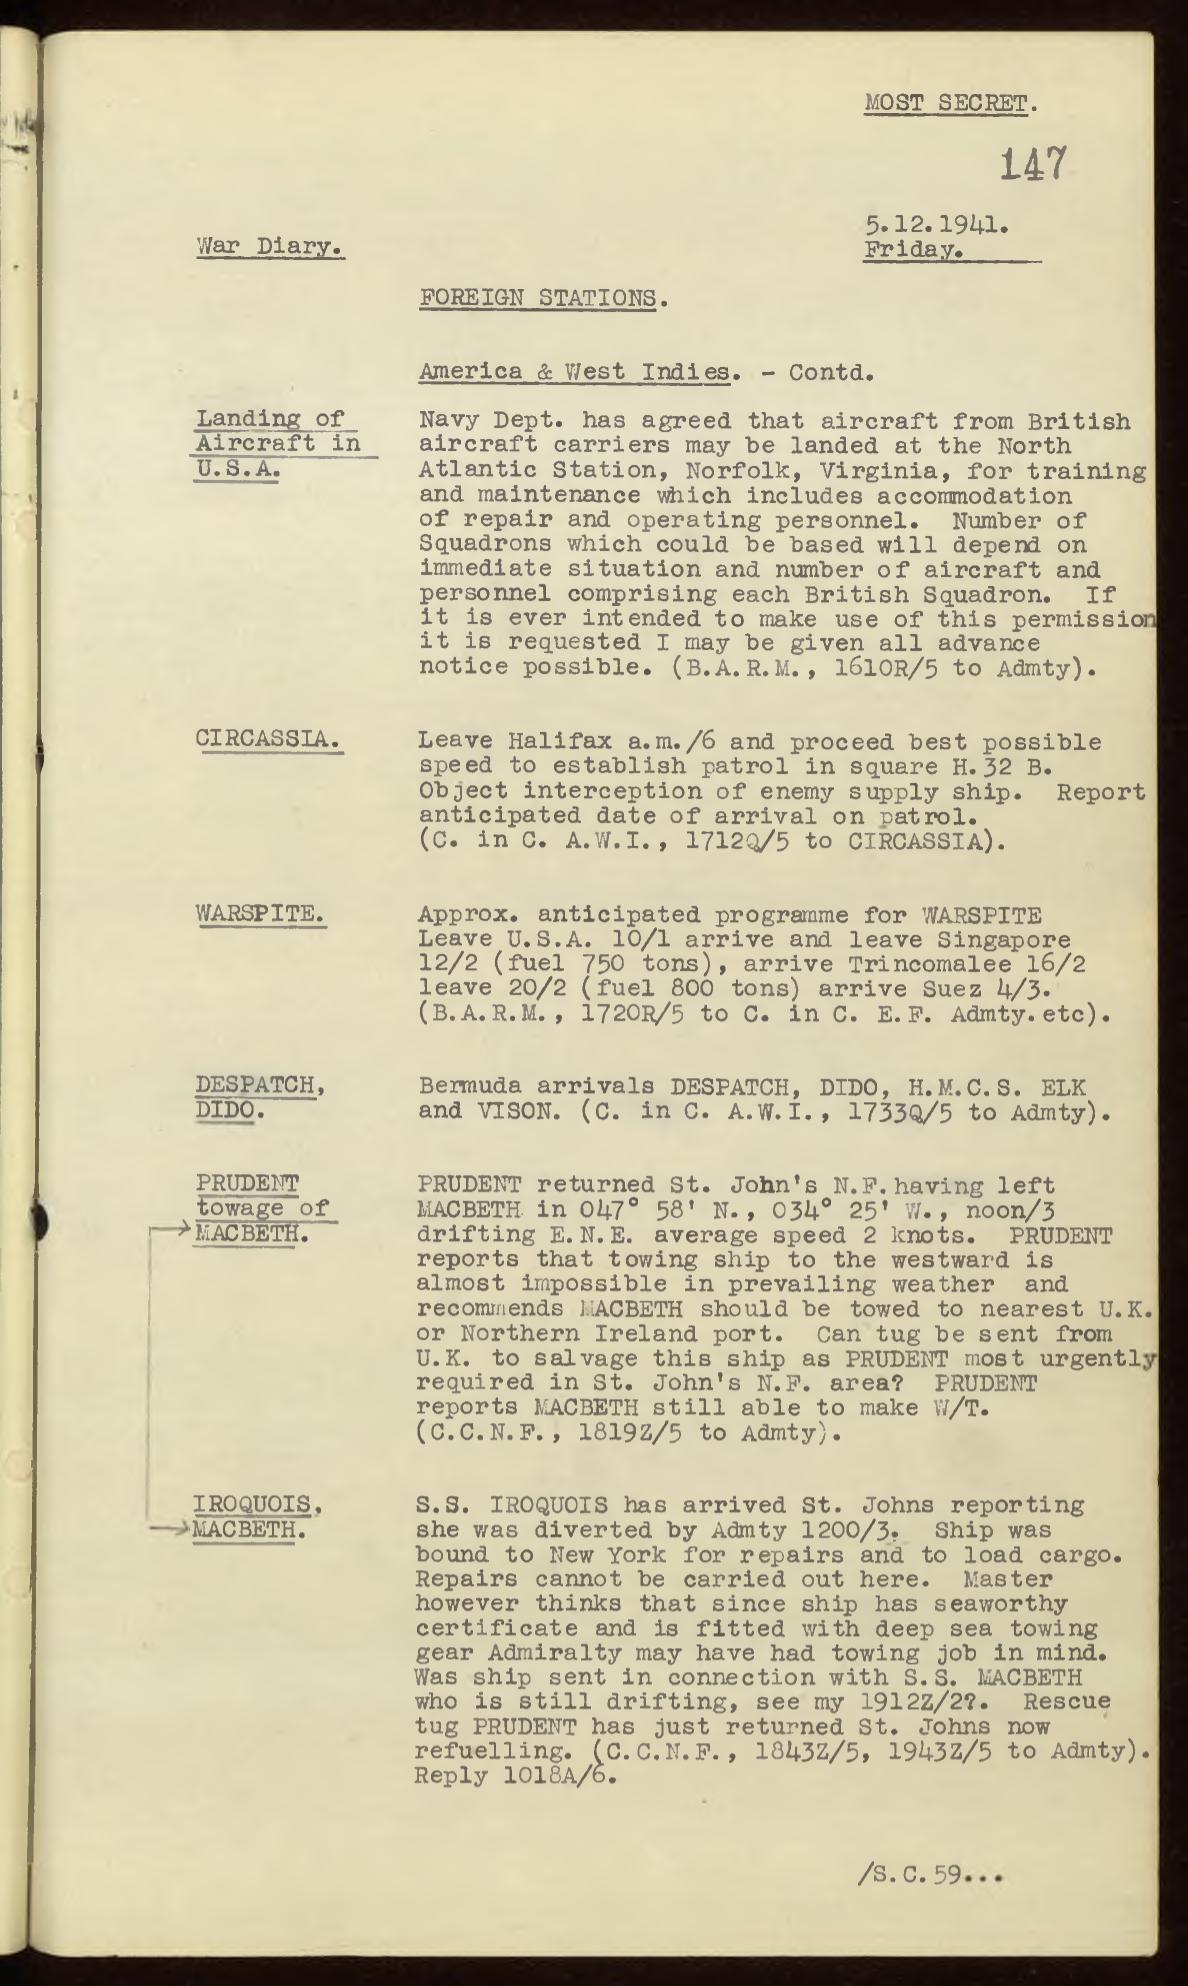 MOST SECRET.
147
5.12.1941.
War Diary.
Friday.
FOREIGN STATIONS.
America & West Indies. - Contd.
Landing of
Aircraft in
U.S.A.
Navy Dept. has agreed that aircraft from British
aircraft carriers may be landed at the North
Atlantic Station, Norfolk, Virginia, for training
and maintenance which includes accommodation
of repair and operating personnel. Number of
Squadrons which could be based will depend on
immediate situation and number of aircraft and
personnel comprising each British Squadron. If
it is ever intended to make use of this permission
it is requested I may be given all advance
notice possible. (B.A.R.M., 1610R/5 to Admty).
CIRCASSIA.
Leave Halifax a.m./6 and proceed best possible
speed to establish patrol in square H.32 B.
Object interception of enemy supply ship. Report
anticipated date of arrival on patrol.
(C. in C. A.W.I., 1712Q/5 to CIRCASSIA).
WARSPITE.
Approx. anticipated programme for WARSPITE
Leave U.S.A. 10/1 arrive and leave Singapore
12/2 (fuel 750 tons), arrive Trincomalee 16/2
leave 20/2 (fuel 800 tons) arrive Suez 4/3.
(B.A.R.M., 1720R/5 to C. in C. E.F. Admty.etc).
DESPATCH,
DIDO.
Bermuda arrivals DESPATCH, DIDO, H.M.C.S. ELK
and VISON. (C. in C. A.W.I., 1733Q/5 to Admty).
PRUDENT
towage of
MACBETH.
PRUDENT returned St. John's N.F. having left
MACBETH in 047° 58' N., 034° 25' W., noon/3
drifting E.N.E. average speed 2 knots. PRUDENT
reports that towing ship to the westward is
almost impossible in prevailing weather and
recommends MACBETH should be towed to nearest U.K.
or Northern Ireland port. Can tug be sent from
U.K. to salvage this ship as PRUDENT most urgently
required in St. John's N.F. area? PRUDENT
reports MACBETH still able to make W/T.
(C.C.N.F., 1819Z/5 to Admty).
IROQUOIS,
MACBETH.
S.S. IROQUOIS has arrived St. Johns reporting
she was diverted by Admty 1200/3. Ship was
bound to New York for repairs and to load cargo.
Repairs cannot be carried out here. Master
however thinks that since ship has seaworthy
certificate and is fitted with deep sea towing
gear Admiralty may have had towing job in mind.
Was ship sent in connection with S.S. MACBETH
who is still drifting, see my 1912Z/2?. Rescue
tug PRUDENT has just returned St. Johns now
refuelling. (C.C.N.F., 1843Z/5, 1943Z/5 to Admty).
Reply 1018A/6.
/S.C.59...